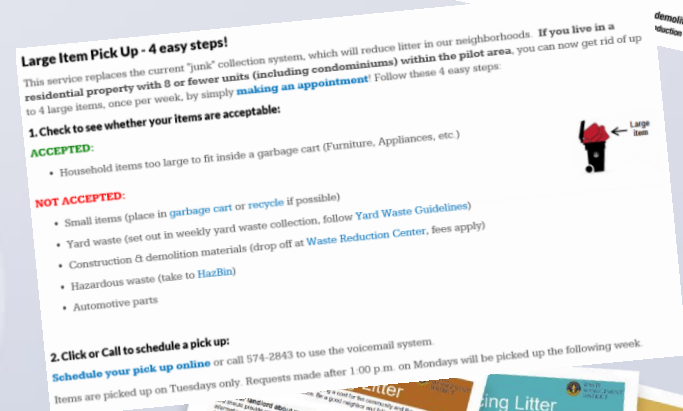 Large Item Pick Up - 4 easy steps!
This service replaces the current "junk" collection system, which will reduce litter in our neighborhoods. If you live in a
residential property with 8 or fewer units (including condominiums) within the pilot area, you can now get rid of up
to 4 large items, once per week, by simply making an appointment! Follow these 4 easy steps:
1. Check to see whether your items are acceptable:
ACCEPTED:
• Household items too large to fit inside a garbage cart (Furniture, Appliances, etc.)
Large
item
NOT ACCEPTED:
• Small items (place in garbage cart or recycle if possible)
• Yard waste (set out in weekly yard waste collection, follow Yard Waste Guidelines)
• Construction & demolition materials (drop off at Waste Reduction Center, fees apply)
• Hazardous waste (take to HazBin)
• Automotive parts
2. Click or Call to schedule a pick up:
Schedule your pick up online or call 574-2843 to use the voicemail system.
Items are picked up on Tuesdays only. Requests made after 1:00 p.m. on Mondays will be picked up the following week.
Litter
Litter